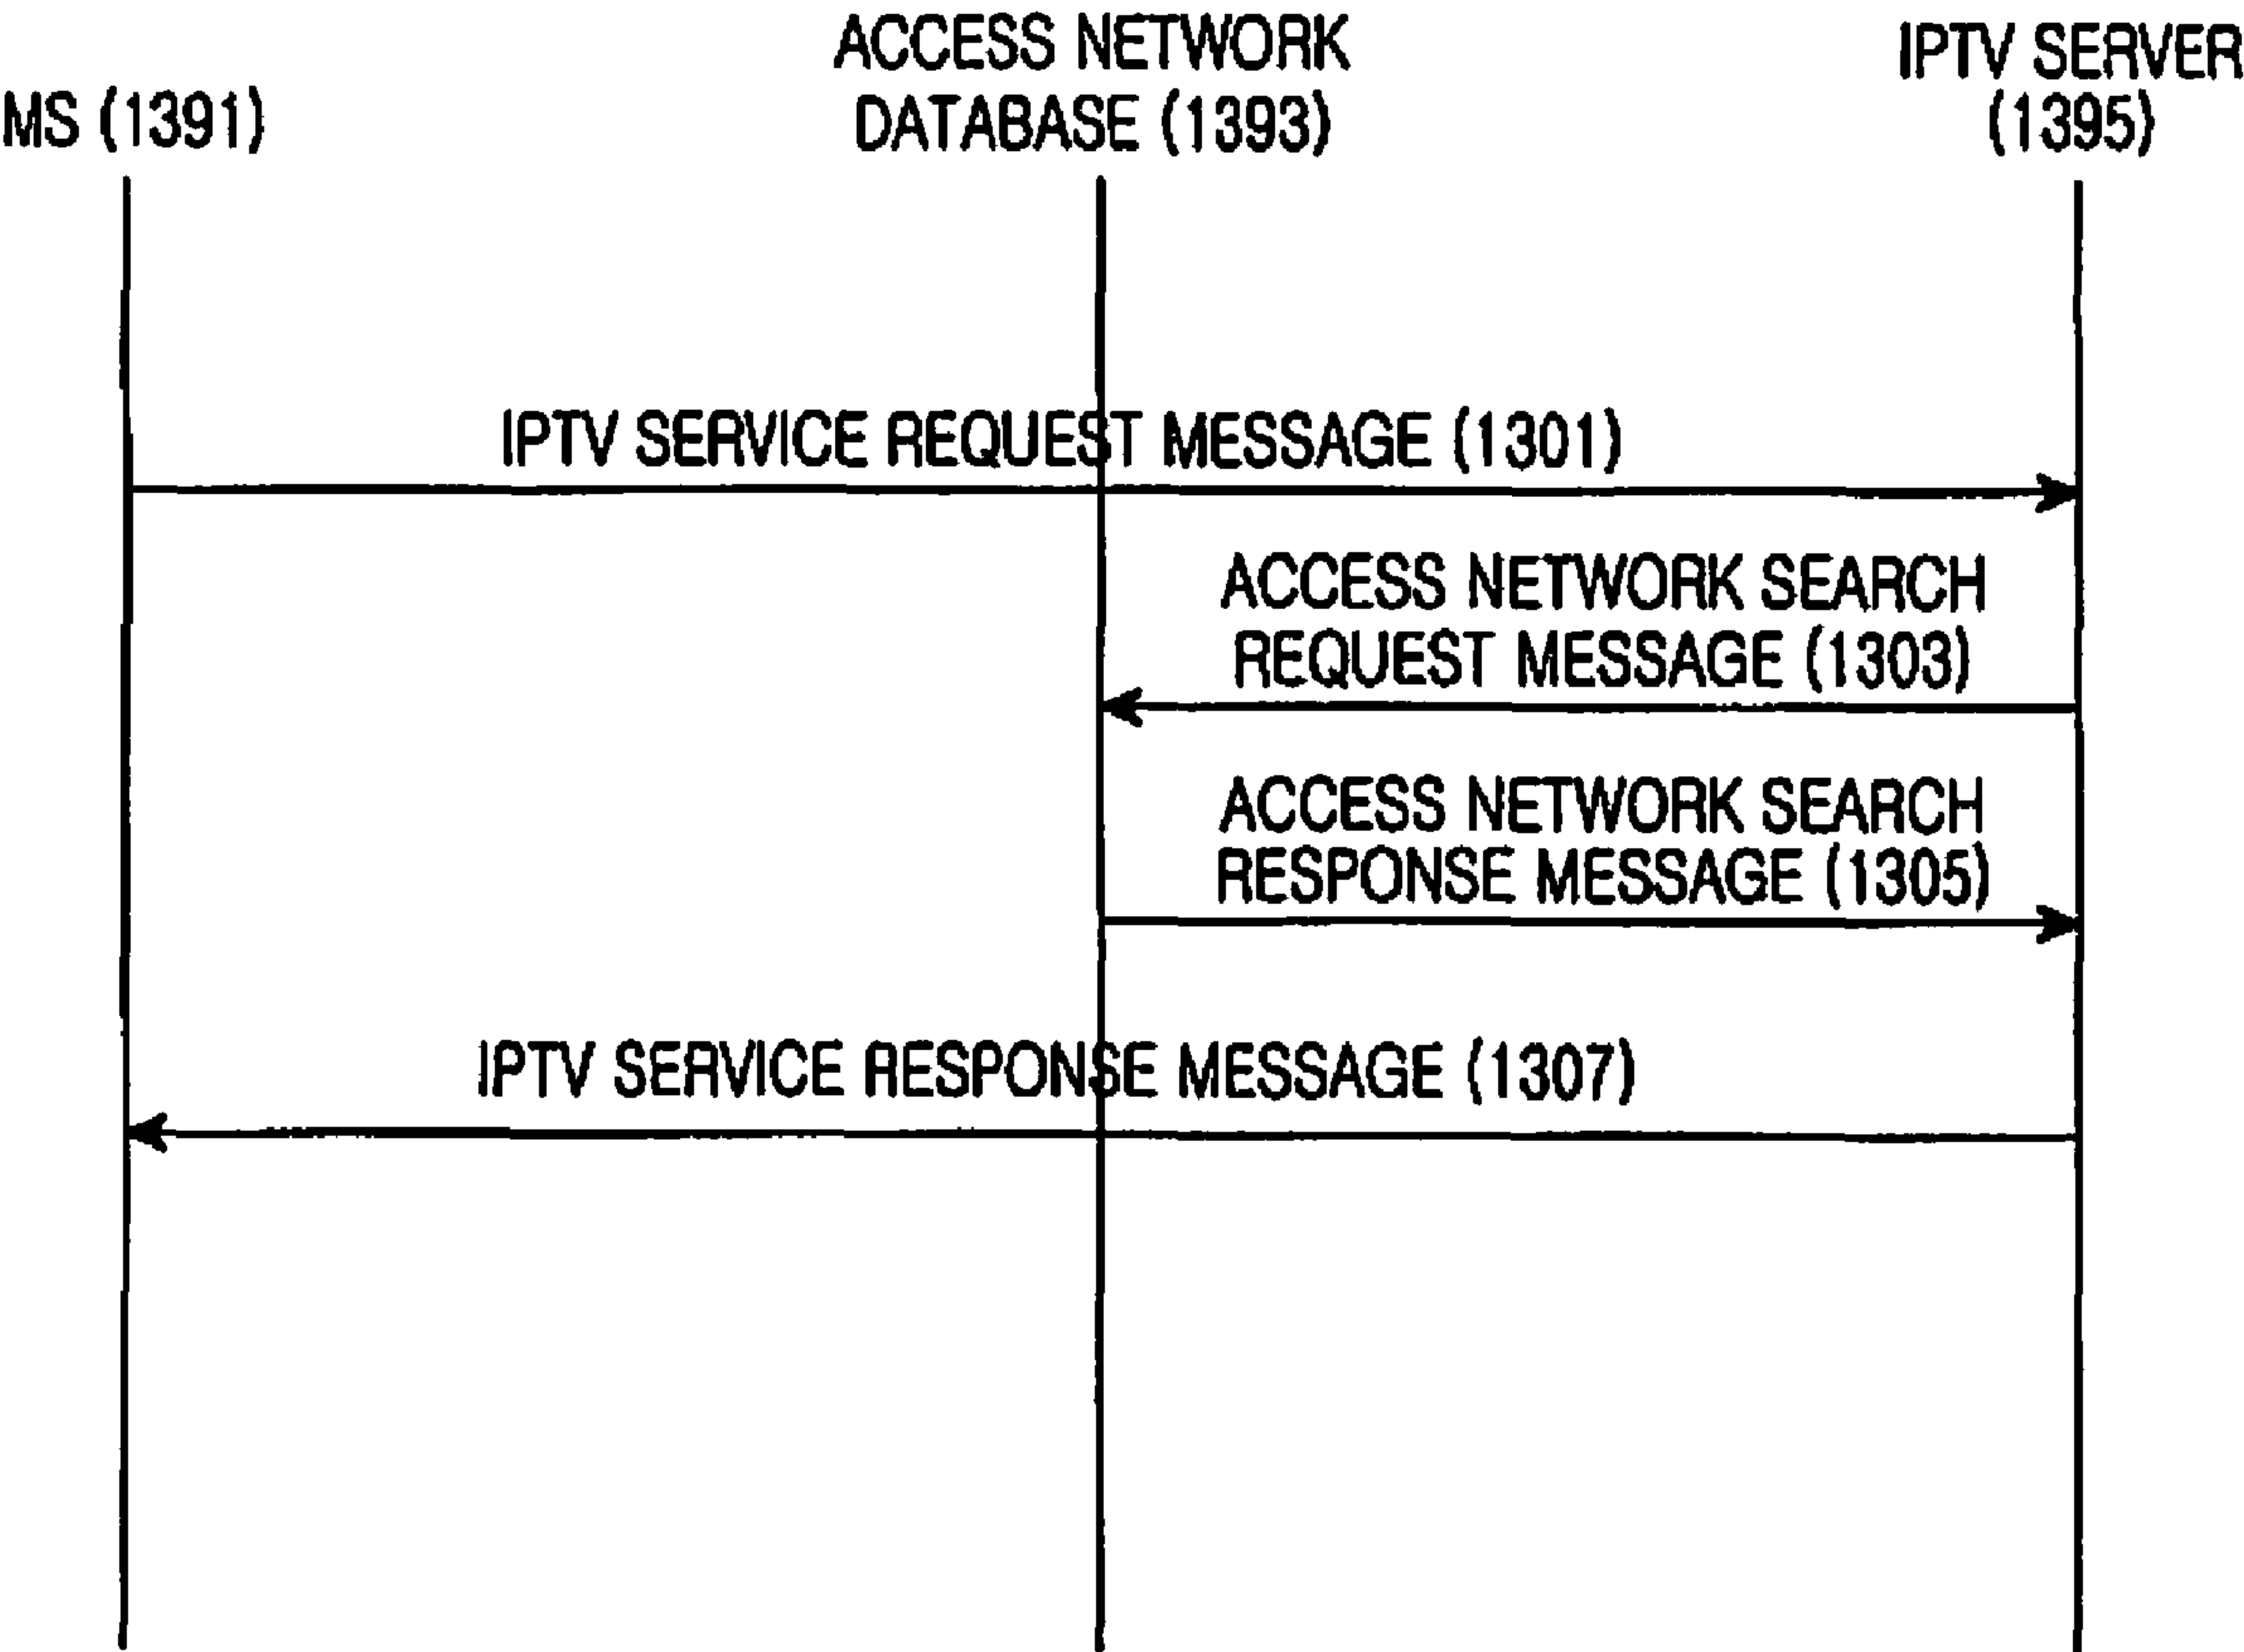 MS (1391)
ACCESS NETWORK
DATABASE (1393)
IPTV SERVER
(1395)
IPTV SERVICE REQUEST MESSAGE (1301)
ACCESS NETWORK SEARCH
REQUEST MESSAGE (1303)
ACCESS NETWORK SEARCH
RESPONSE MESSAGE (1305)
IPTV SERVICE RESPONSE MESSAGE (1307)